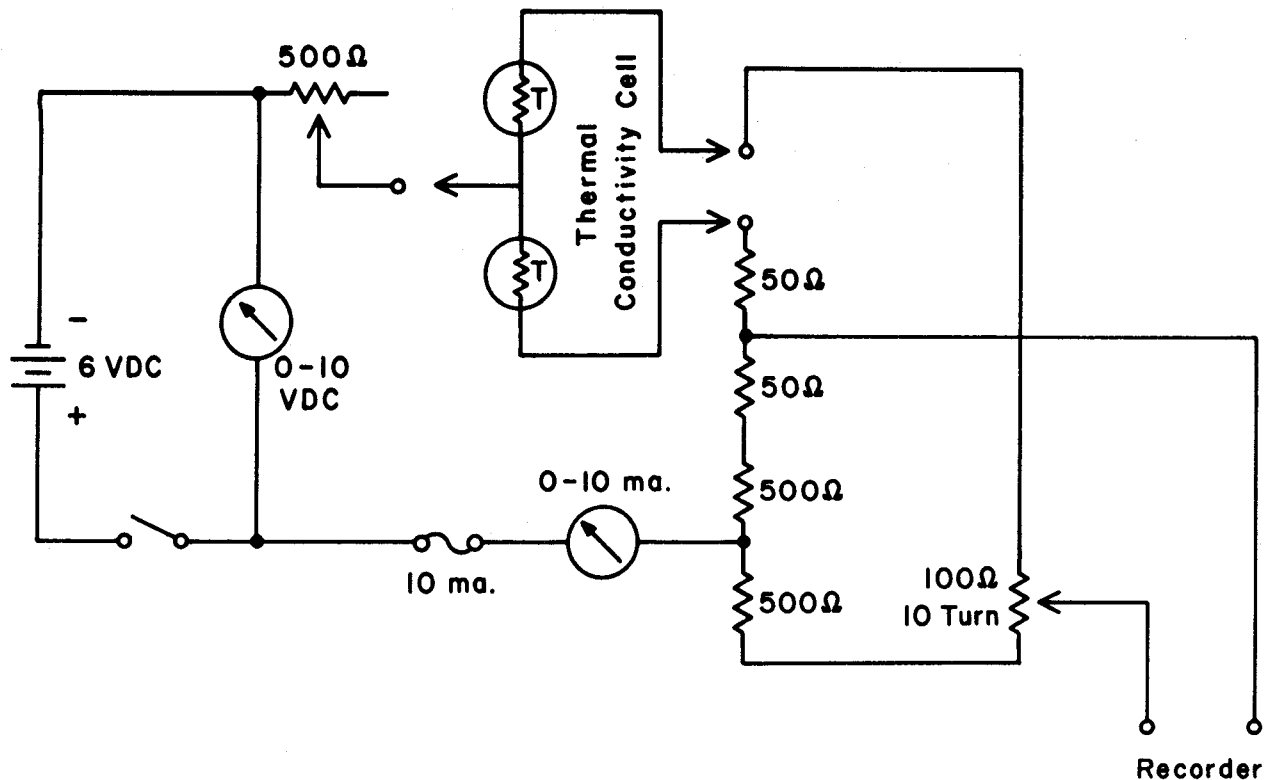 500Ω
T
T
Thermal
Conductivity Cell
50Ω
-
6 VDC
+
0-10
VDC
50Ω
0-10 ma.
500Ω
10 ma.
500Ω
100Ω
10 Turn
Recorder